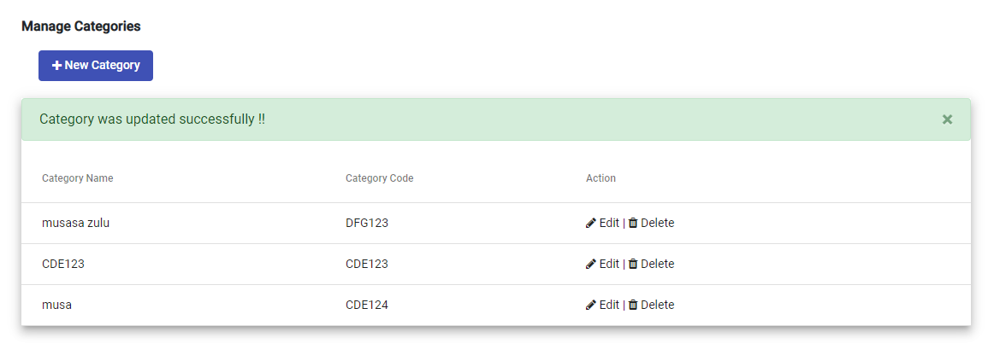 Manage Categories
New Category
Category was updated successfully !!
Category Name Category Code Action
musasa zulu DFG123 Edit | Delete
CDE123 CDE123 Edit | Delete
musa CDE124 Edit | Delete